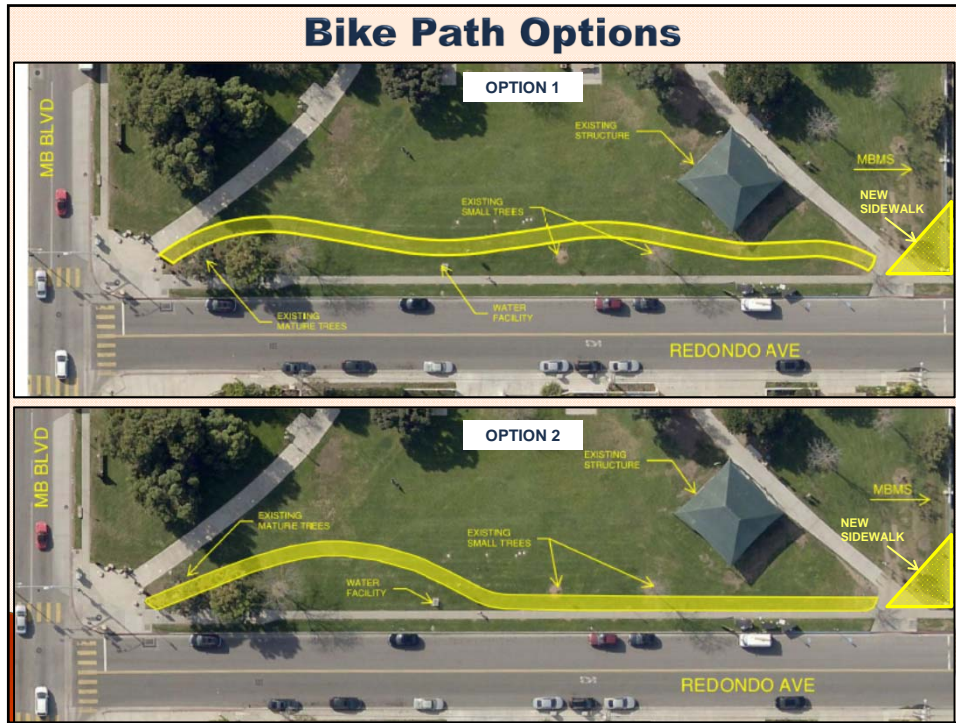 Bike Path Options
OPTION 1
MB BLVD
EXISTING
STRUCTURE
MBMS
NEW
SIDEWALK
EXISTING
SMALL TREES
EXISTING
MATURE TREES
WATER
FACILITY
REDONDO AVE
OPTION 2
MB BLVD
EXISTING
STRUCTURE
MBMS
EXISTING
MATURE TREES
NEW
SIDEWALK
EXISTING
SMALL TREES
WATER
FACILITY
REDONDO AVE